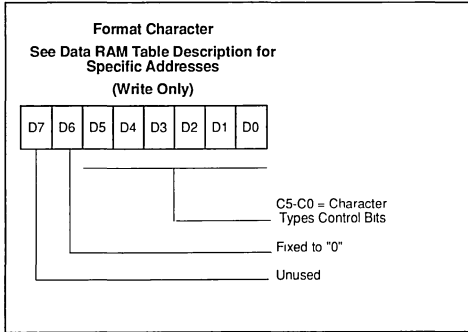 Format Character
See Data RAM Table Description for
Specific Addresses
(Write Only)
D7 D6 D5 D4 D3 D2 D1 D0
C5-C0 = Character
Types Control Bits
Fixed to "0"
Unused